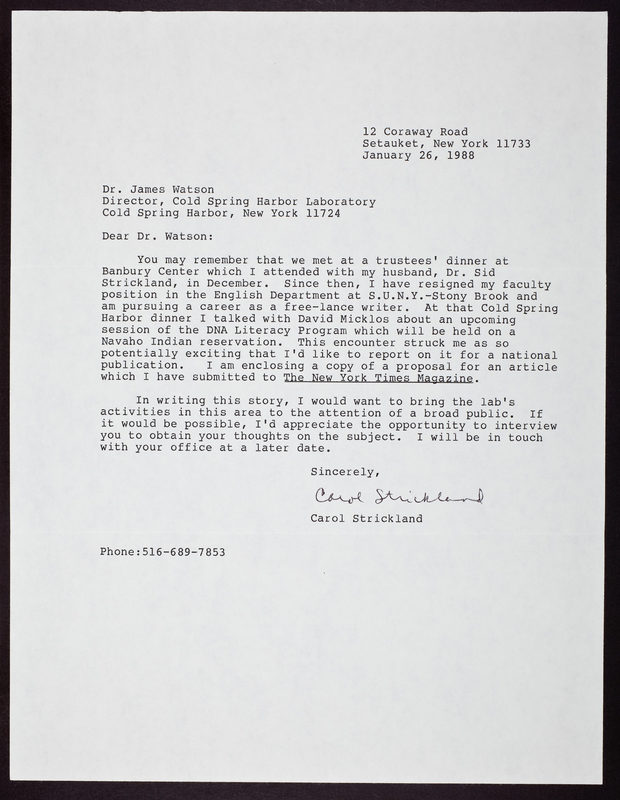 12 Coraway Road
Setauket, New York 11733
January 26, 1988
Dr. James Watson
Director, Cold Spring Harbor Laboratory
Cold Spring Harbor, New York 11724
Dear Dr. Watson:
You may remember that we met at a trustees' dinner at
Banbury Center which I attended with my husband, Dr. Sid
Strickland, in December. Since then, I have resigned my faculty
position in the English Department at S.U.N.Y.-Stony Brook and
am pursuing a career as a free-lance writer. At that Cold Spring
Harbor dinner I talked with David Micklos about an upcoming
session of the DNA Literacy Program which will be held on a
Navaho Indian reservation. This encounter struck me as so
potentially exciting that I'd like to report on it for a national
publication. I am enclosing a copy of a proposal for an article
which I have submitted to The New York Times Magazine.
In writing this story, I would want to bring the lab's
activities in this area to the attention of a broad public. If
it would be possible, I'd appreciate the opportunity to interview
you to obtain your thoughts on the subject. I will be in touch
with your office at a later date.
Sincerely,
Carol Strickland
Carol Strickland
Phone:516-689-7853